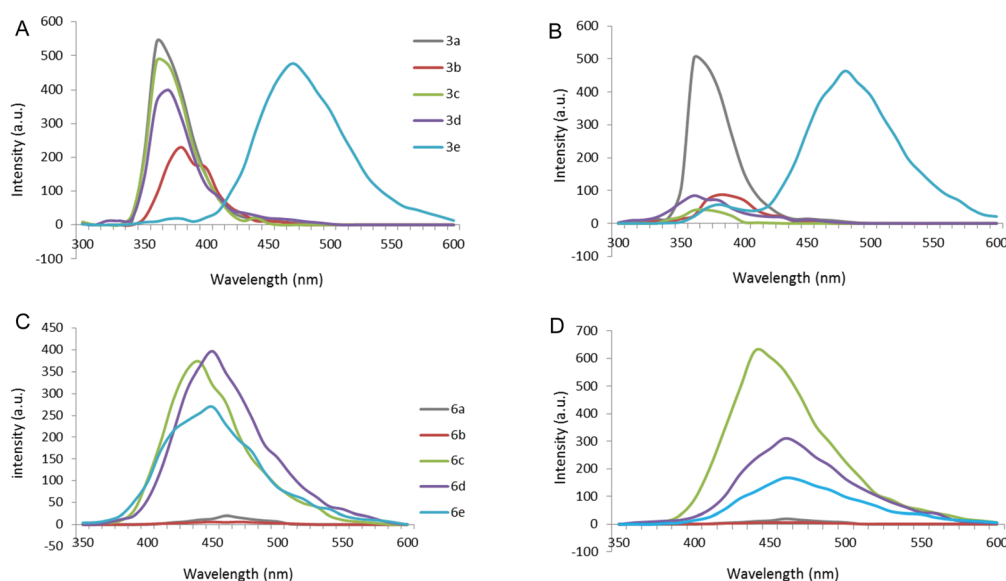 A
600
500
400
300
200
100
0
-100
Intensity (a.u.)
300 350 400 450 500 550 600
Wavelength (nm)
3a
3b
3c
3d
3e
B
600
500
400
300
200
100
0
-100
Intensity (a.u.)
300 350 400 450 500 550 600
Wavelength (nm)
C
450
400
350
300
250
200
150
100
50
0
-50
intensity (a.u.)
350 400 450 500 550 600
Wavelength (nm)
6a
6b
6c
6d
6e
D
700
600
500
400
300
200
100
0
-100
Intensity (a.u.)
350 400 450 500 550 600
Wavelength (nm)